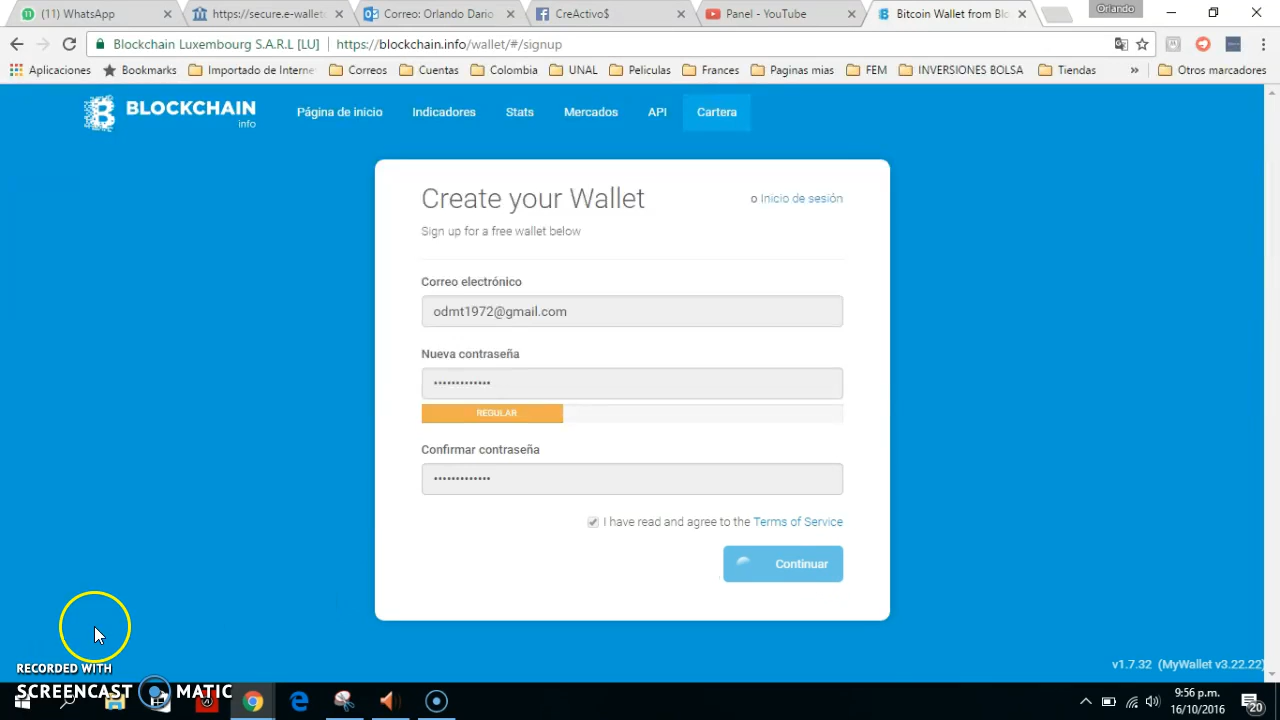 (11) WhatsApp
https://secure.e-wallet
Correo: Orlando Dario
CreActivo$
Panel - YouTube
Bitcoin Wallet from Blo
Orlando
Blockchain Luxembourg S.A.R.L [LU]
https://blockchain.info/wallet/#/signup
Aplicaciones
Bookmarks
Importado de Internet
Correos
Cuentas
Colombia
UNAL
Peliculas
Frances
Paginas mias
FEM
INVERSIONES BOLSA
Tiendas
»
Otros marcadores
BLOCKCHAIN
info
Página de inicio
Indicadores
Stats
Mercados
API
Cartera
Create your Wallet
o Inicio de sesión
Sign up for a free wallet below
Correo electrónico
odmt1972@gmail.com
Nueva contraseña
•••••••••••••
REGULAR
Confirmar contraseña
•••••••••••••
I have read and agree to the Terms of Service
Continuar
v1.7.32 (MyWallet v3.22.22)
RECORDED WITH
SCREENCAST MATIC
9:56 p.m.
16/10/2016
20